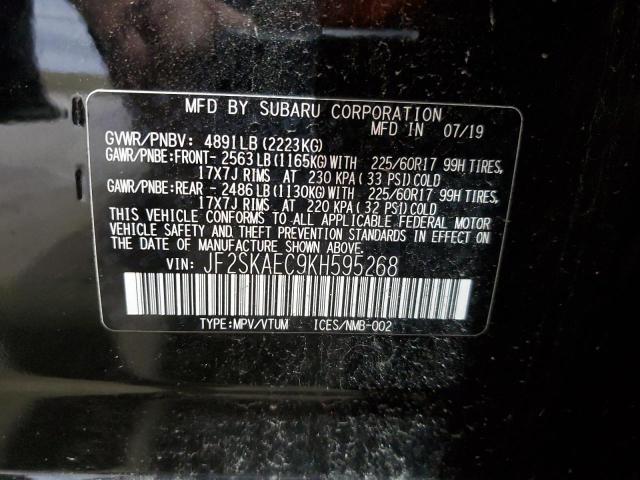 MFD BY SUBARU CORPORATION
MFD IN 07/19
GVWR/PNBV: 4891LB (2223KG)
GAWR/PNBE:FRONT- 2563LB (1165KG)WITH 225/60R17 99H TIRES,
17X7J RIMS AT 230 KPA (33 PSI)COLD
GAWR/PNBE:REAR - 2486LB (1130KG)WITH 225/60R17 99H TIRES,
17X7J RIMS AT 220 KPA (32 PSI)COLD
THIS VEHICLE CONFORMS TO ALL APPLICABLE FEDERAL MOTOR
VEHICLE SAFETY AND THEFT PREVENTION STANDARDS IN EFFECT ON
THE DATE OF MANUFACTURE SHOWN ABOVE.
VIN: JF2SKAEC9KH595268
TYPE:MPV/VTUM ICES/NMB-002